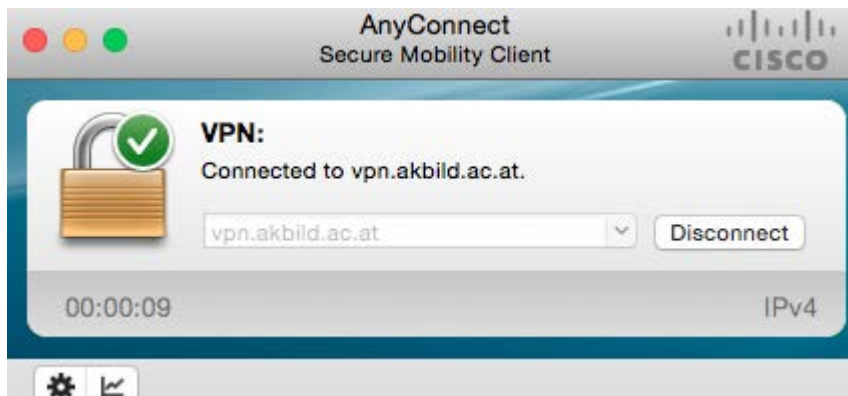 AnyConnect
Secure Mobility Client
CISCO
VPN:
Connected to vpn.akbild.ac.at.
vpn.akbild.ac.at
Disconnect
00:00:09
IPv4